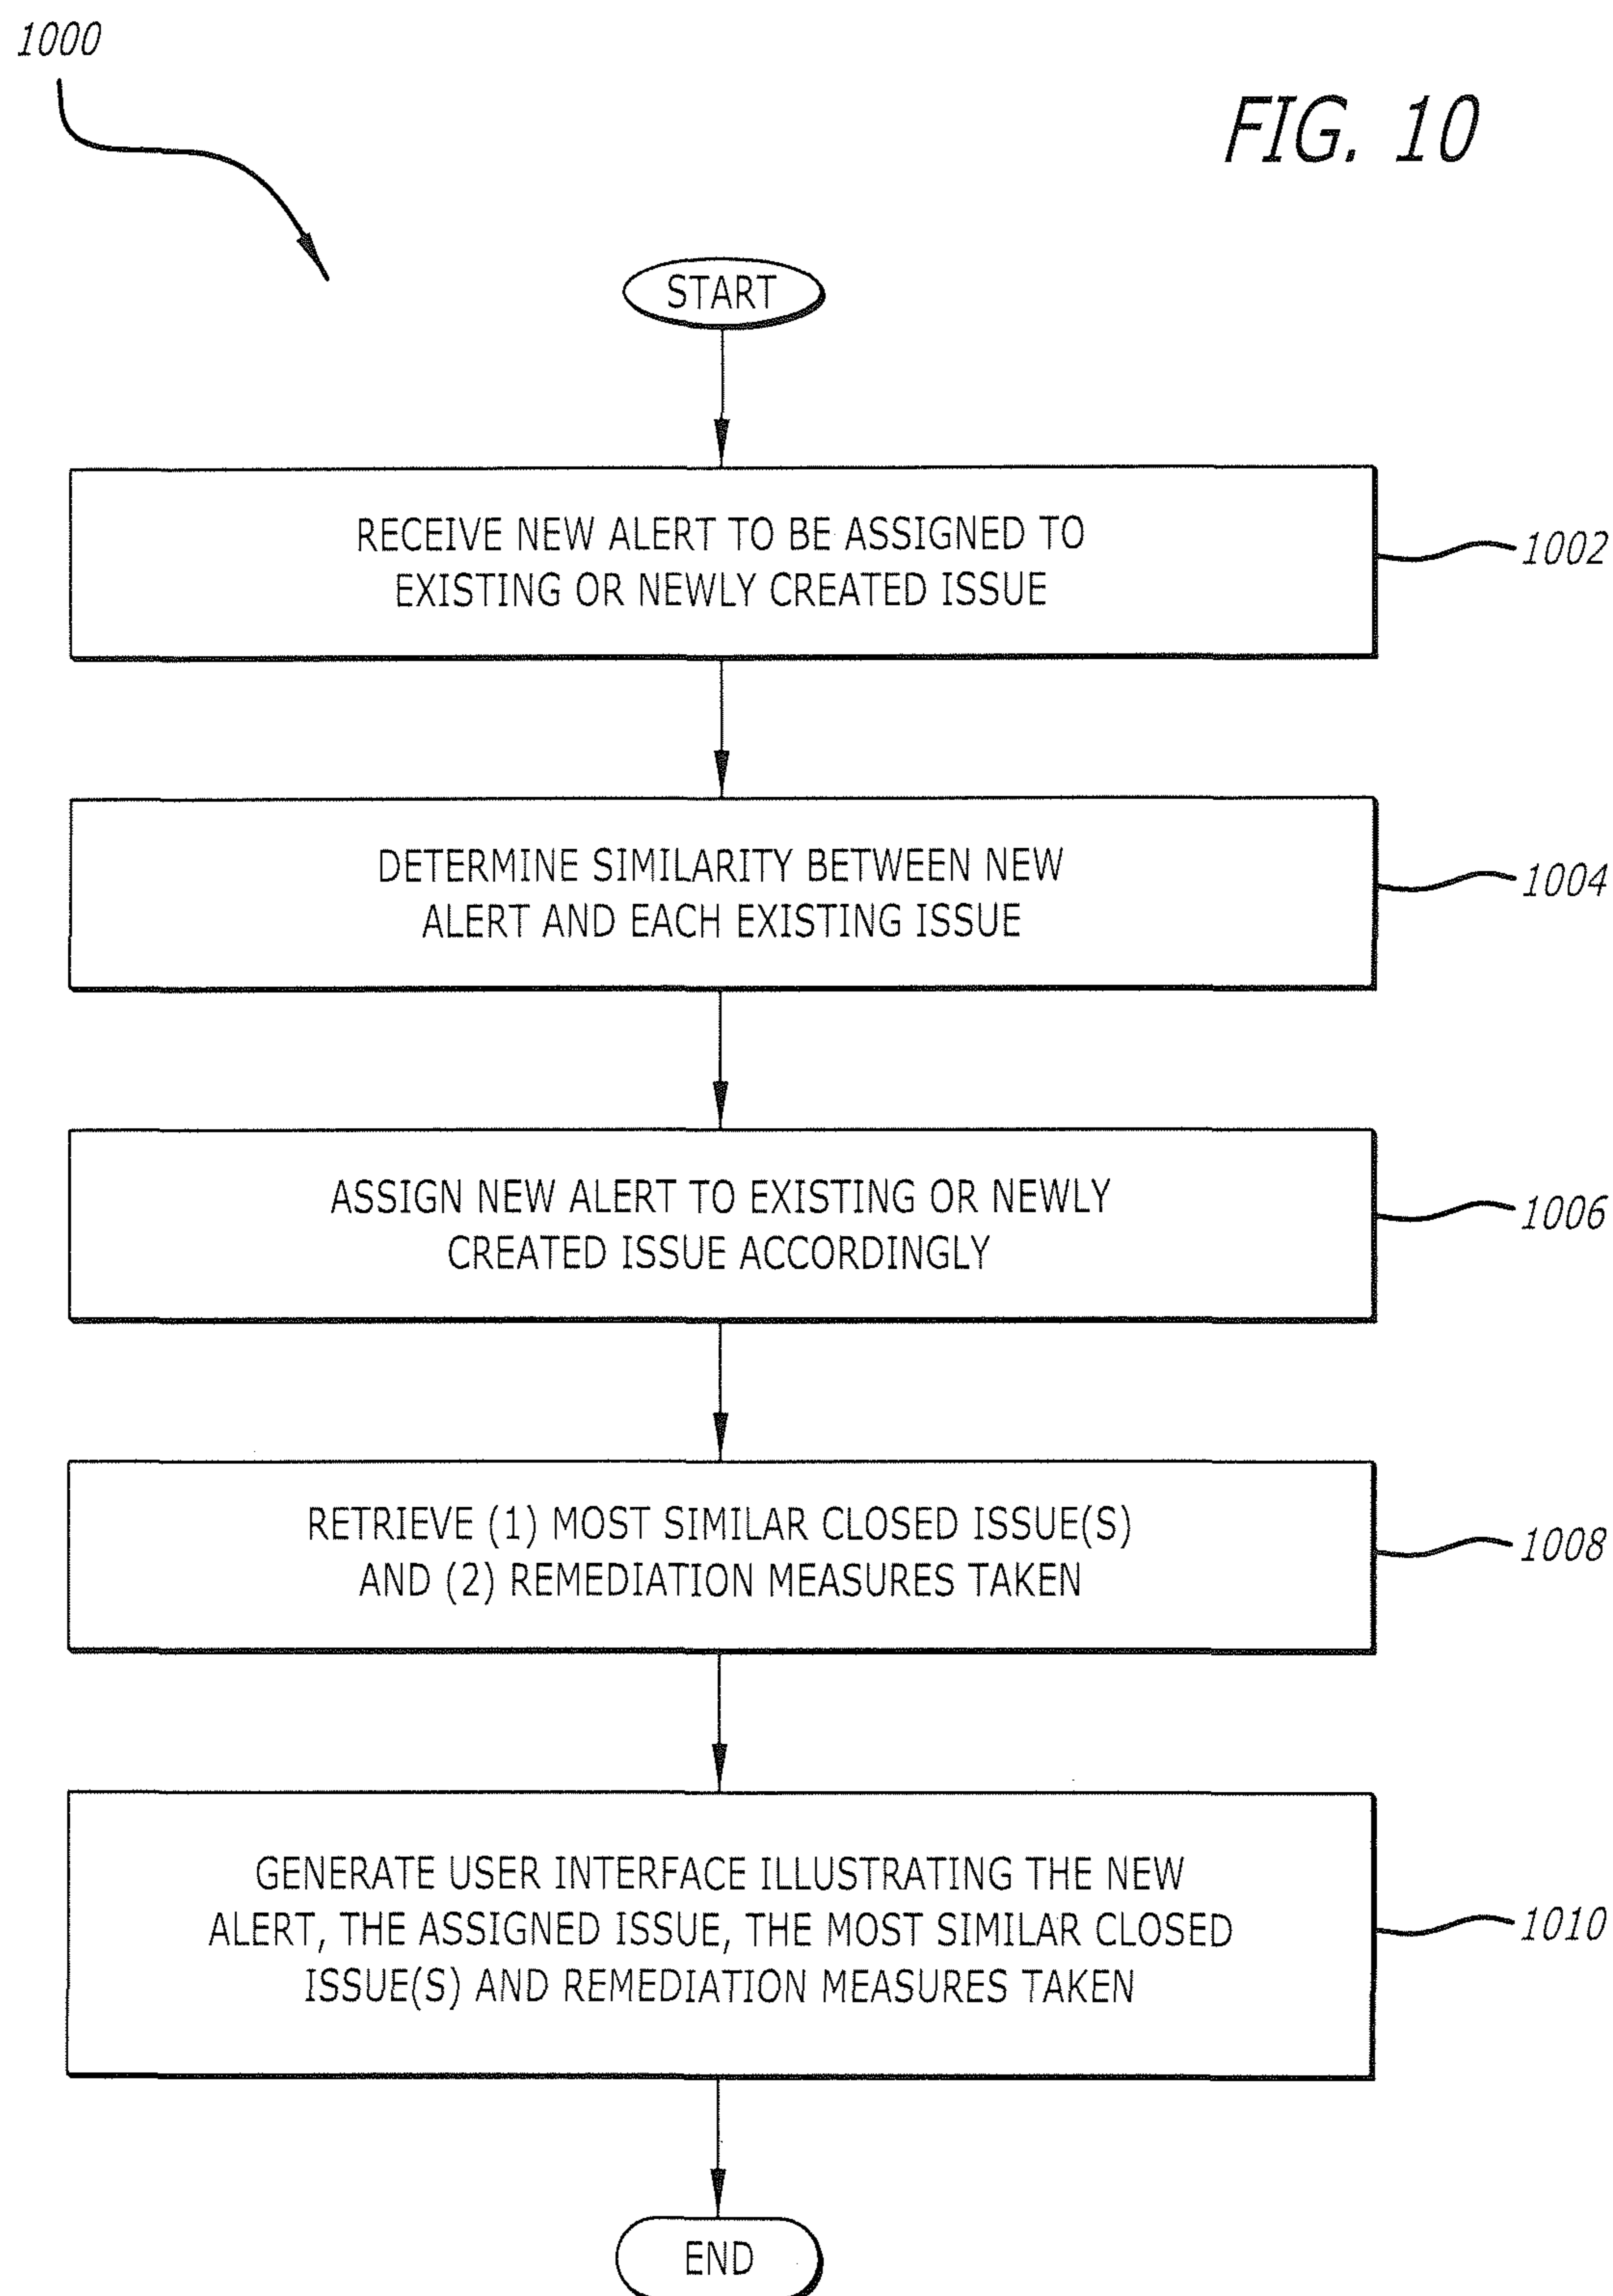 1000
FIG. 10
START
RECEIVE NEW ALERT TO BE ASSIGNED TO
EXISTING OR NEWLY CREATED ISSUE
1002
DETERMINE SIMILARITY BETWEEN NEW
ALERT AND EACH EXISTING ISSUE
1004
ASSIGN NEW ALERT TO EXISTING OR NEWLY
CREATED ISSUE ACCORDINGLY
1006
RETRIEVE (1) MOST SIMILAR CLOSED ISSUE(S)
AND (2) REMEDIATION MEASURES TAKEN
1008
GENERATE USER INTERFACE ILLUSTRATING THE NEW
ALERT, THE ASSIGNED ISSUE, THE MOST SIMILAR CLOSED
ISSUE(S) AND REMEDIATION MEASURES TAKEN
1010
END